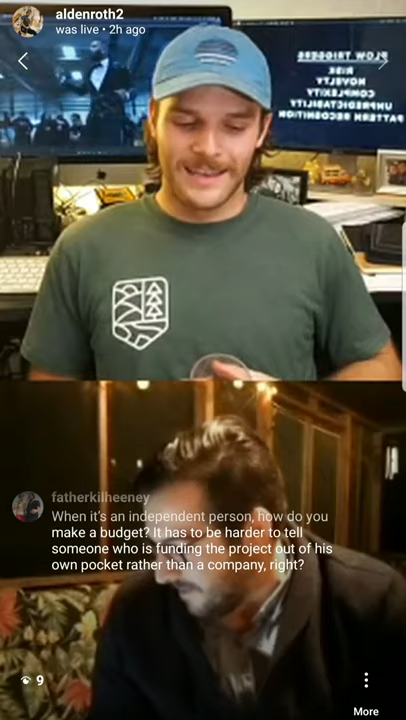 aldenroth2
was live • 2h ago
FLOW TRIGGERS
RISK
NOVELTY
COMPLEXITY
UNPREDICTABILITY
PATTERN RECOGNITION
fatherkilheeney
When it's an independent person, how do you
make a budget? It has to be harder to tell
someone who is funding the project out of his
own pocket rather than a company, right?
9
More